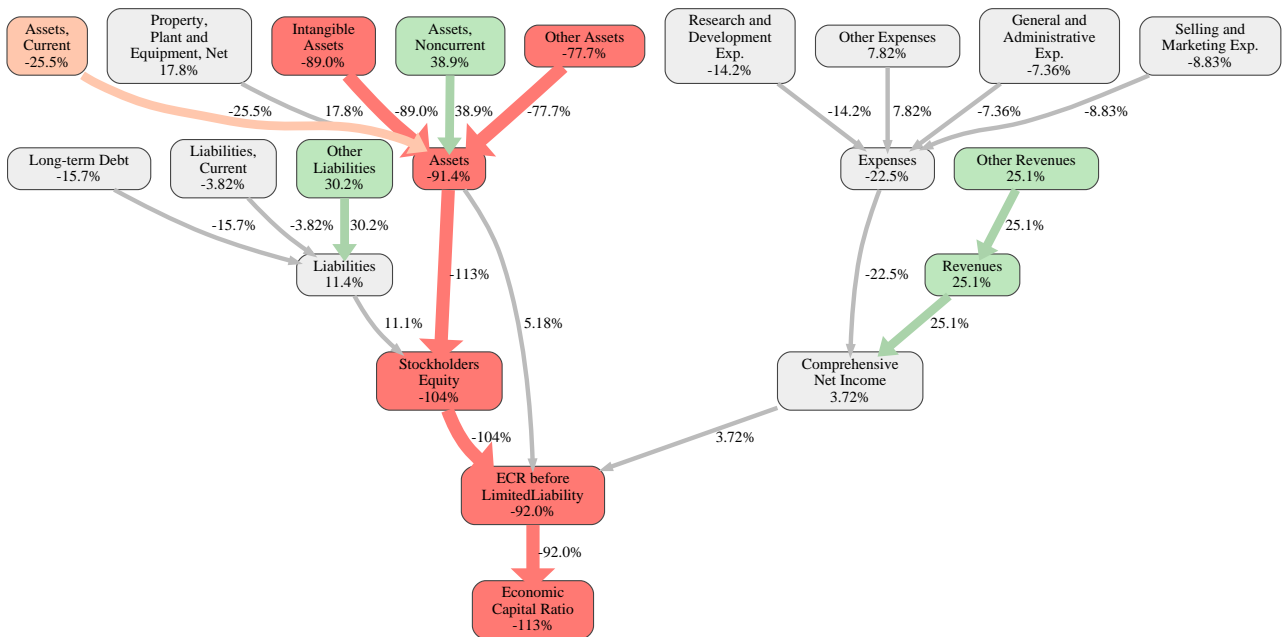 Assets,
Current
-25.5%
Property,
Plant and
Equipment, Net
17.8%
Intangible
Assets
-89.0%
Assets,
Noncurrent
38.9%
Other Assets
-77.7%
Research and
Development
Exp.
-14.2%
Other Expenses
7.82%
General and
Administrative
Exp.
-7.36%
Selling and
Marketing Exp.
-8.83%
-25.5%
17.8%
-89.0%
38.9%
-77.7%
-14.2%
7.82%
-7.36%
-8.83%
Long-term Debt
-15.7%
Liabilities,
Current
-3.82%
Other
Liabilities
30.2%
Assets
-91.4%
Expenses
-22.5%
Other Revenues
25.1%
-15.7%
-3.82%
30.2%
25.1%
Liabilities
11.4%
-113%
-22.5%
Revenues
25.1%
11.1%
5.18%
25.1%
Stockholders
Equity
-104%
Comprehensive
Net Income
3.72%
-104%
3.72%
ECR before
LimitedLiability
-92.0%
-92.0%
Economic
Capital Ratio
-113%